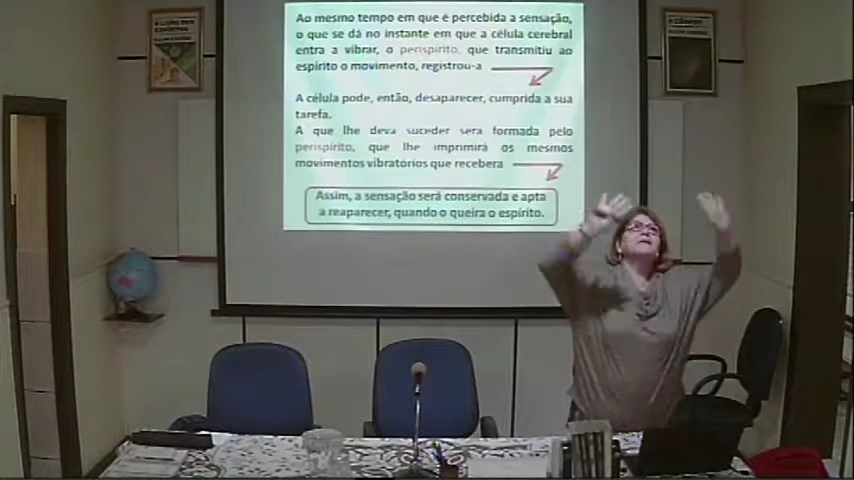 Ao mesmo tempo em que é percebida a sensação,
o que se dá no instante em que a célula cerebral
entra a vibrar, o perispírito, que transmitiu ao
espírito o movimento, registrou-a
A célula pode, então, desaparecer, cumprida a sua
tarefa.
A que lhe deva suceder sera formada pelo
perispírito, que lhe imprimirá os mesmos
movimentos vibratórios que recebera
Assim, a sensação será conservada e apta
a reaparecer, quando o queira o espírito.